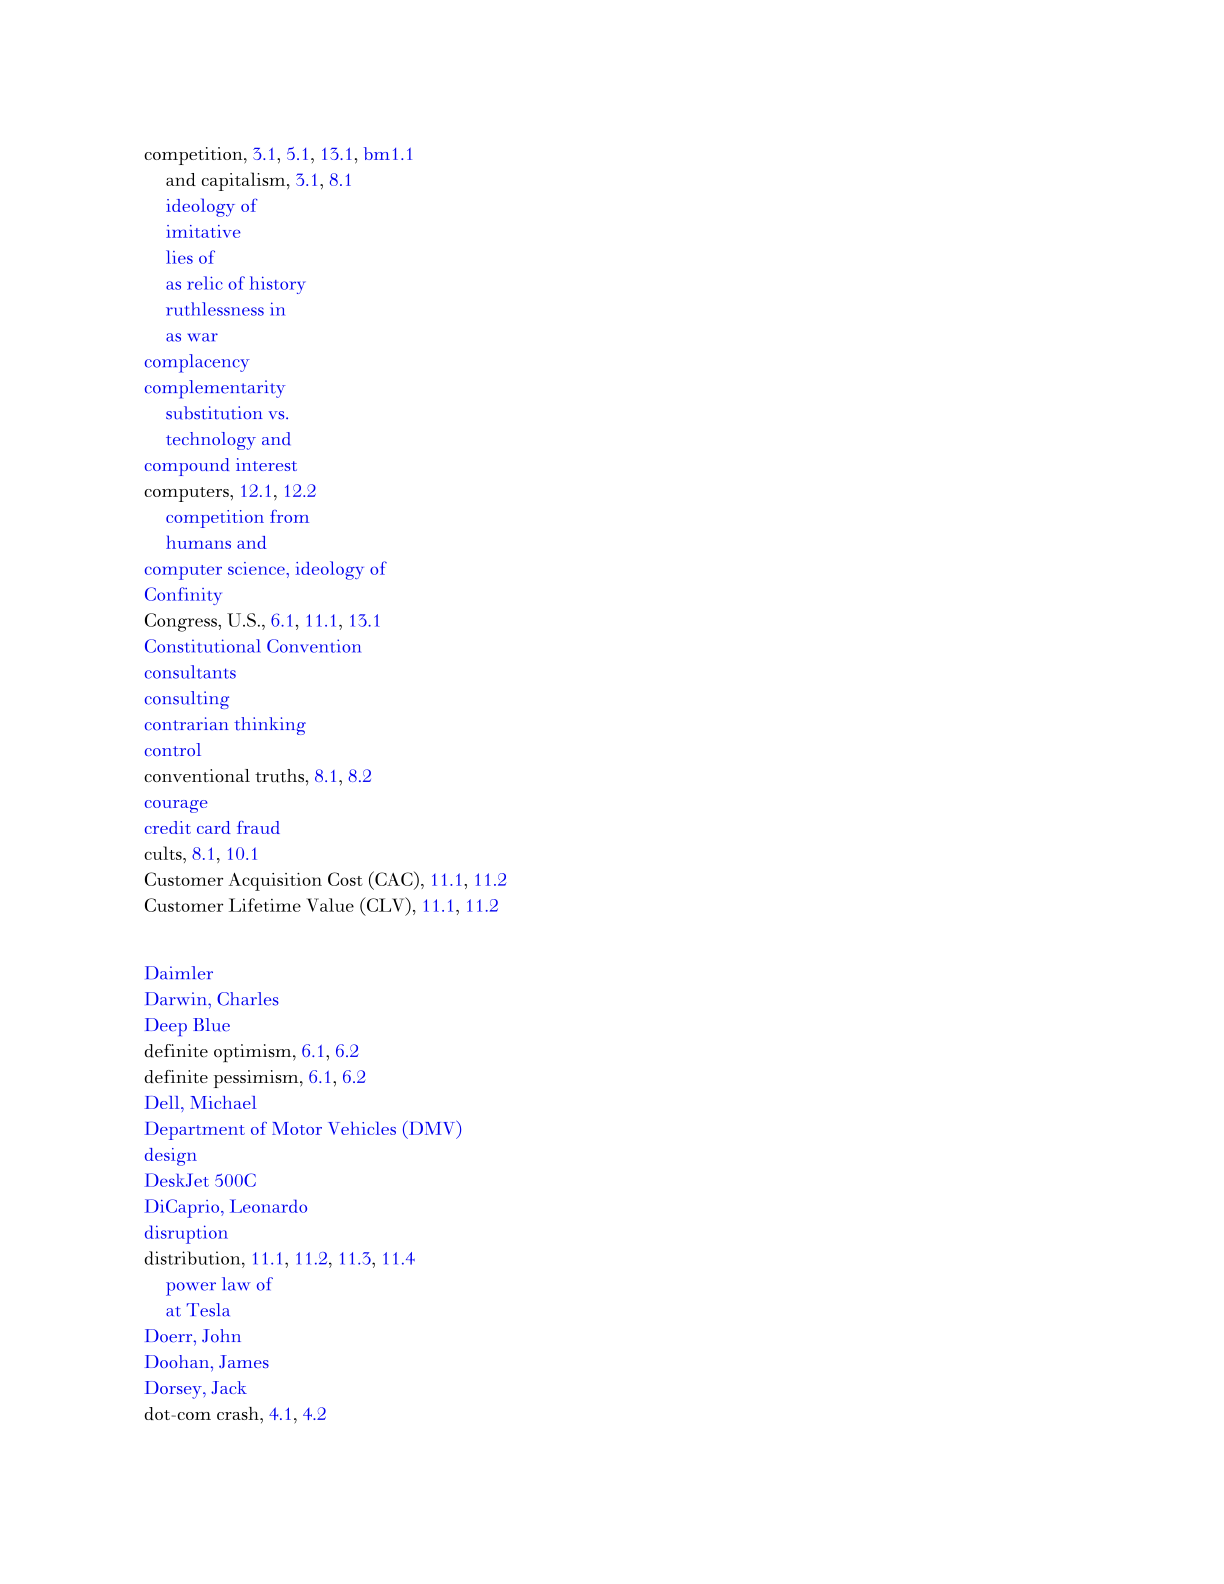 competition, 3.1, 5.1, 13.1, bm1.1
and capitalism, 3.1, 8.1
ideology of
imitative
lies of
as relic of history
ruthlessness in
as war
complacency
complementarity
substitution vs.
technology and
compound interest
computers, 12.1, 12.2
competition from
humans and
computer science, ideology of
Confinity
Congress, U.S., 6.1, 11.1, 13.1
Constitutional Convention
consultants
consulting
contrarian thinking
control
conventional truths, 8.1, 8.2
courage
credit card fraud
cults, 8.1, 10.1
Customer Acquisition Cost (CAC), 11.1, 11.2
Customer Lifetime Value (CLV), 11.1, 11.2
Daimler
Darwin, Charles
Deep Blue
definite optimism, 6.1, 6.2
definite pessimism, 6.1, 6.2
Dell, Michael
Department of Motor Vehicles (DMV)
design
DeskJet 500C
DiCaprio, Leonardo
disruption
distribution, 11.1, 11.2, 11.3, 11.4
power law of
at Tesla
Doerr, John
Doohan, James
Dorsey, Jack
dot-com crash, 4.1, 4.2